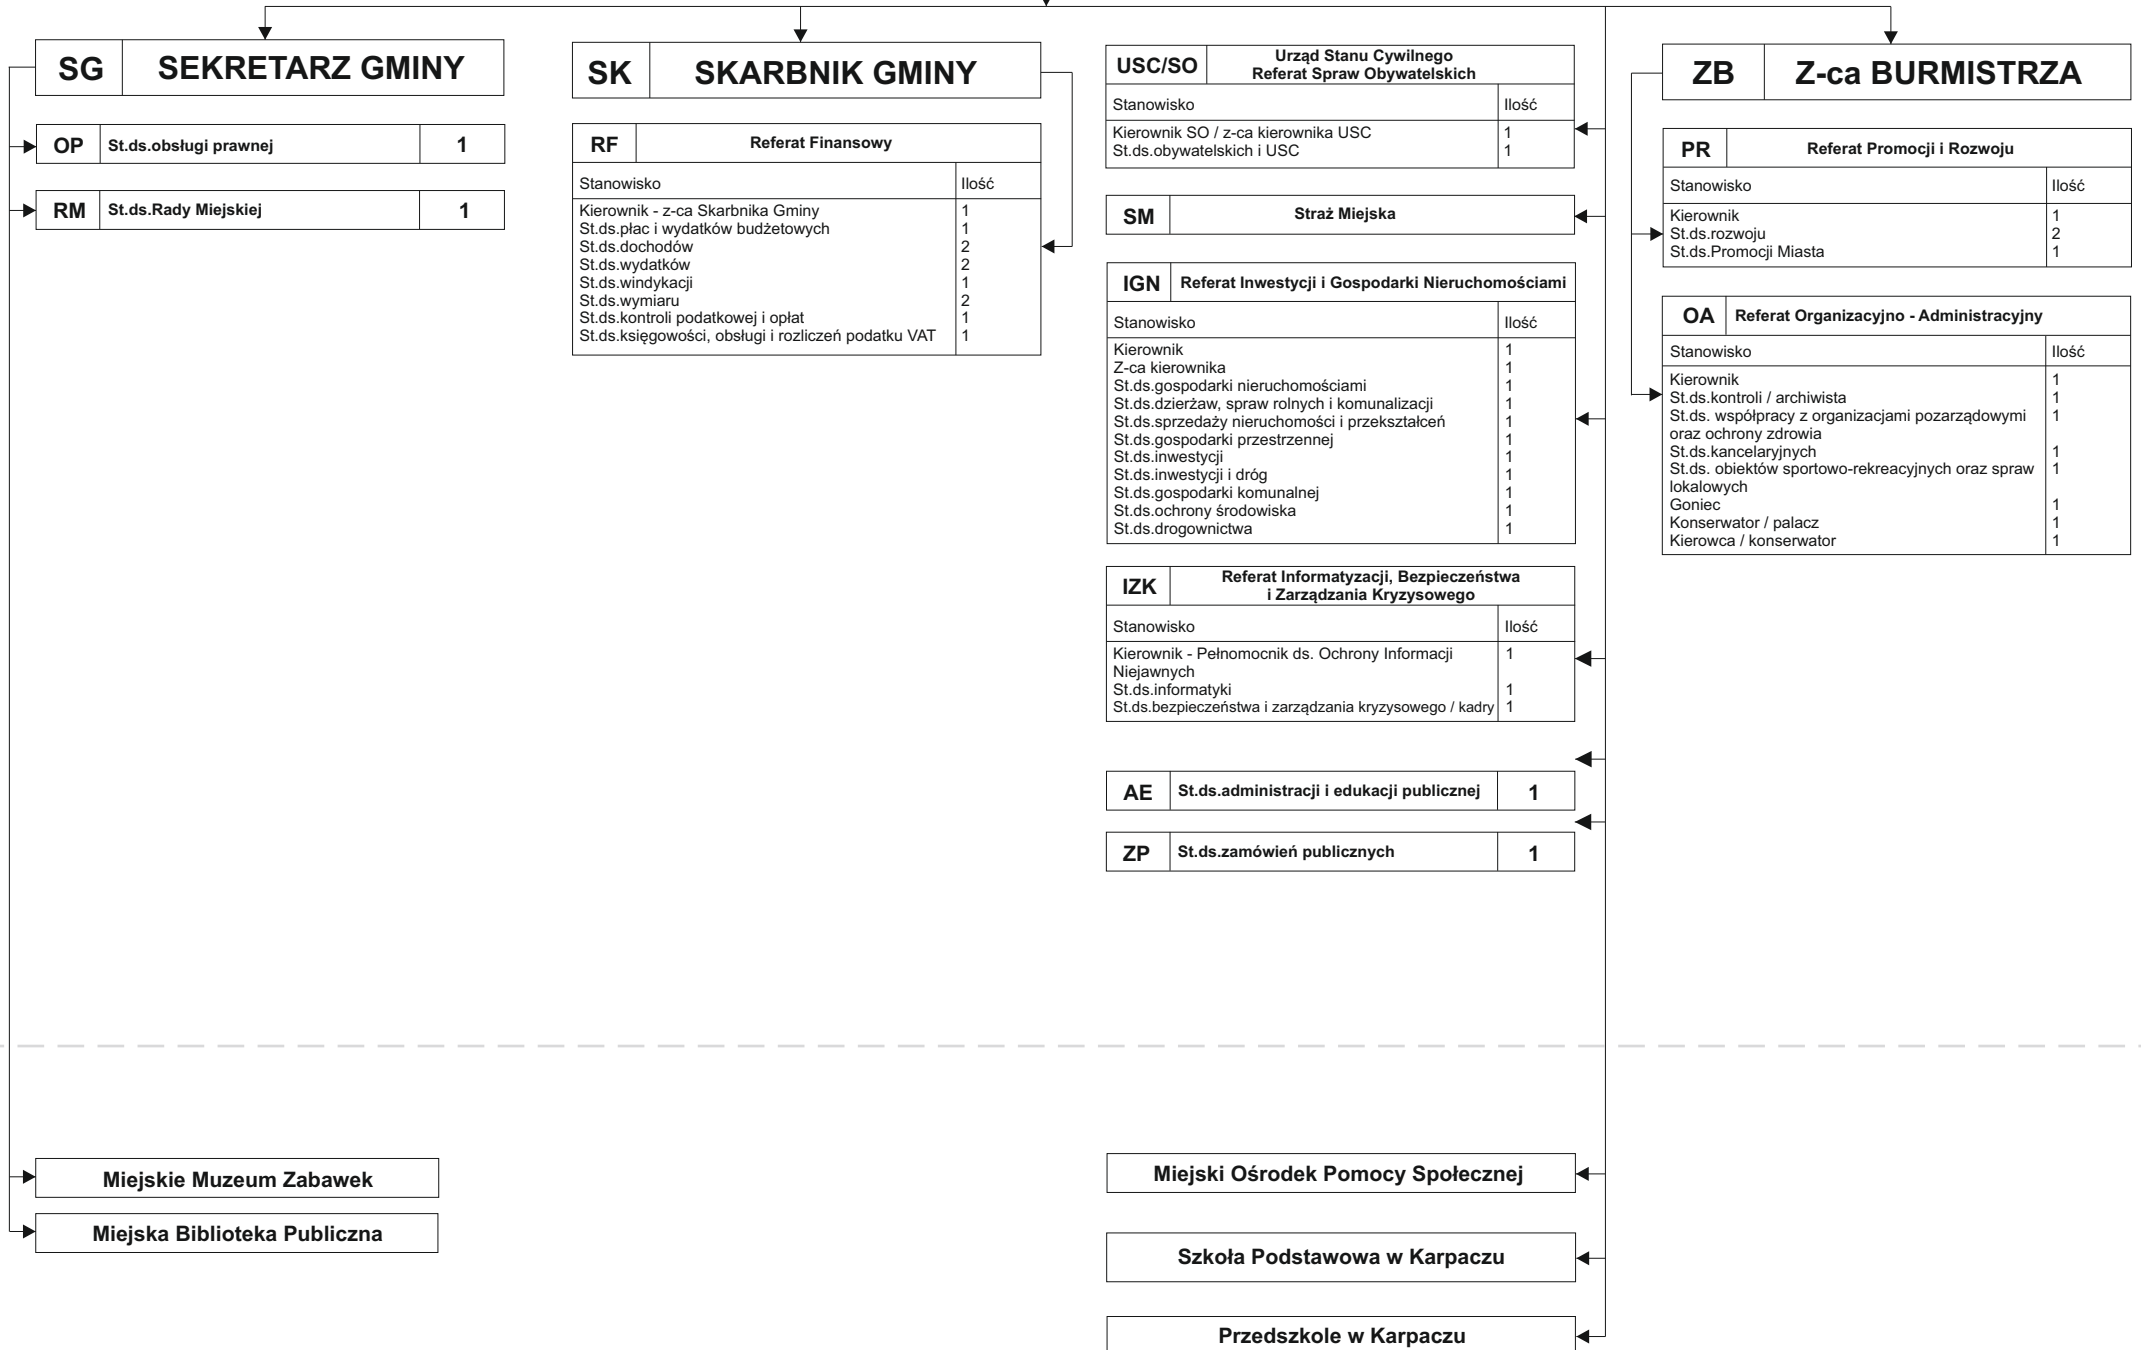 SG SEKRETARZ GMINY
OP St.ds.obsługi prawnej 1
RM St.ds.Rady Miejskiej 1
SK SKARBNIK GMINY
RF Referat Finansowy
Stanowisko Ilość
Kierownik - z-ca Skarbnika Gminy 1
St.ds.płac i wydatków budżetowych 1
St.ds.dochodów 2
St.ds.wydatków 2
St.ds.windykacji 1
St.ds.wymiaru 2
St.ds.kontroli podatkowej i opłat 1
St.ds.księgowości, obsługi i rozliczeń podatku VAT 1
USC/SO Urząd Stanu Cywilnego
Referat Spraw Obywatelskich
Stanowisko Ilość
Kierownik SO / z-ca kierownika USC 1
St.ds.obywatelskich i USC 1
SM Straż Miejska
IGN Referat Inwestycji i Gospodarki Nieruchomościami
Stanowisko Ilość
Kierownik 1
Z-ca kierownika 1
St.ds.gospodarki nieruchomościami 1
St.ds.dzierżaw, spraw rolnych i komunalizacji 1
St.ds.sprzedaży nieruchomości i przekształceń 1
St.ds.gospodarki przestrzennej 1
St.ds.inwestycji 1
St.ds.inwestycji i dróg 1
St.ds.gospodarki komunalnej 1
St.ds.ochrony środowiska 1
St.ds.drogownictwa 1
IZK Referat Informatyzacji, Bezpieczeństwa
i Zarządzania Kryzysowego
Stanowisko Ilość
Kierownik - Pełnomocnik ds. Ochrony Informacji 1
Niejawnych
St.ds.informatyki 1
St.ds.bezpieczeństwa i zarządzania kryzysowego / kadry 1
AE St.ds.administracji i edukacji publicznej 1
ZP St.ds.zamówień publicznych 1
ZB Z-ca BURMISTRZA
PR Referat Promocji i Rozwoju
Stanowisko Ilość
Kierownik 1
St.ds.rozwoju 2
St.ds.Promocji Miasta 1
OA Referat Organizacyjno - Administracyjny
Stanowisko Ilość
Kierownik 1
St.ds.kontroli / archiwista 1
St.ds. współpracy z organizacjami pozarządowymi 1
oraz ochrony zdrowia
St.ds.kancelaryjnych 1
St.ds. obiektów sportowo-rekreacyjnych oraz spraw 1
lokalowych
Goniec 1
Konserwator / palacz 1
Kierowca / konserwator 1
Miejskie Muzeum Zabawek
Miejska Biblioteka Publiczna
Miejski Ośrodek Pomocy Społecznej
Szkoła Podstawowa w Karpaczu
Przedszkole w Karpaczu